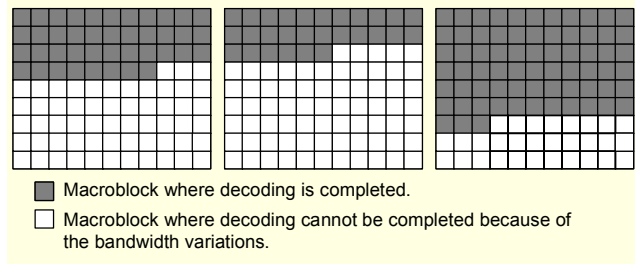 Macroblock where decoding is completed.
Macroblock where decoding cannot be completed because of
the bandwidth variations.